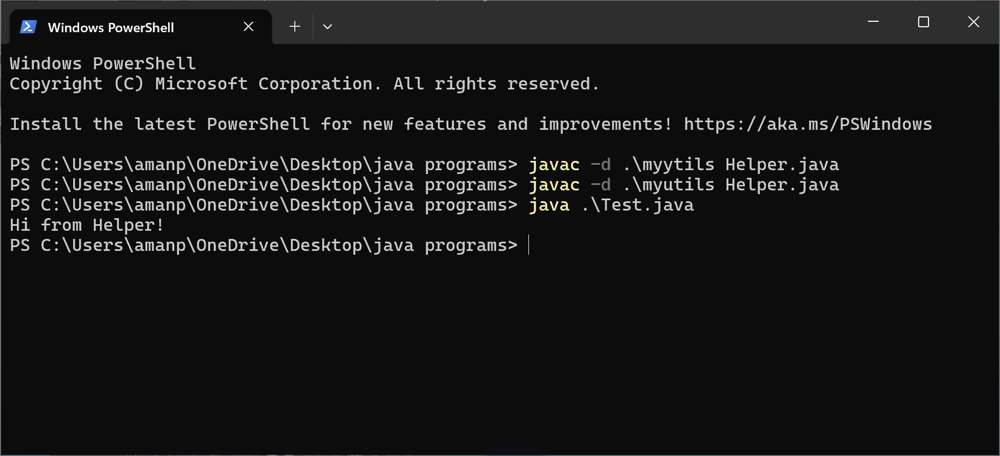 Windows PowerShell
Windows PowerShell
Copyright (C) Microsoft Corporation. All rights reserved.
Install the latest PowerShell for new features and improvements! https://aka.ms/PSWindows
PS C:\Users\amanp\OneDrive\Desktop\java programs> javac -d .\myytils Helper.java
PS C:\Users\amanp\OneDrive\Desktop\java programs> javac -d .\myutils Helper.java
PS C:\Users\amanp\OneDrive\Desktop\java programs> java .\Test.java
Hi from Helper!
PS C:\Users\amanp\OneDrive\Desktop\java programs>